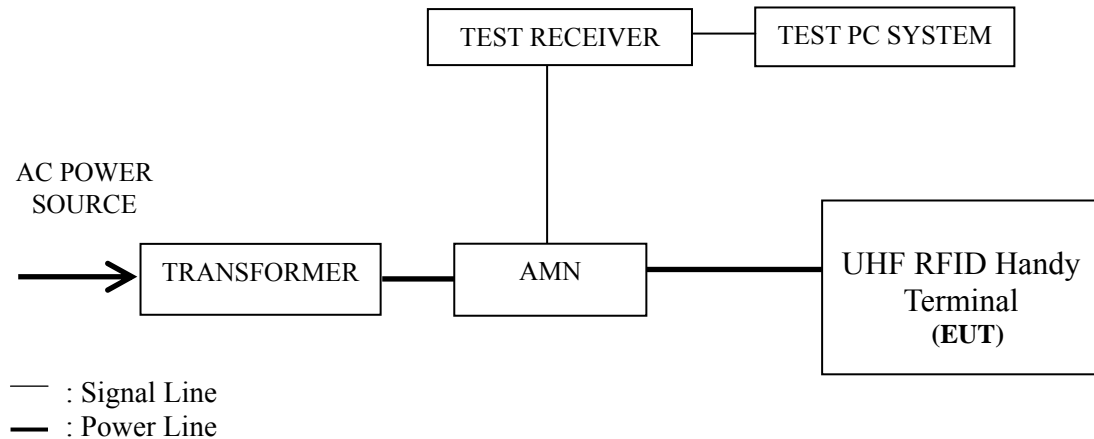 TEST RECEIVER
TEST PC SYSTEM
AC POWER
SOURCE
TRANSFORMER
AMN
UHF RFID Handy
Terminal
(EUT)
: Signal Line
: Power Line